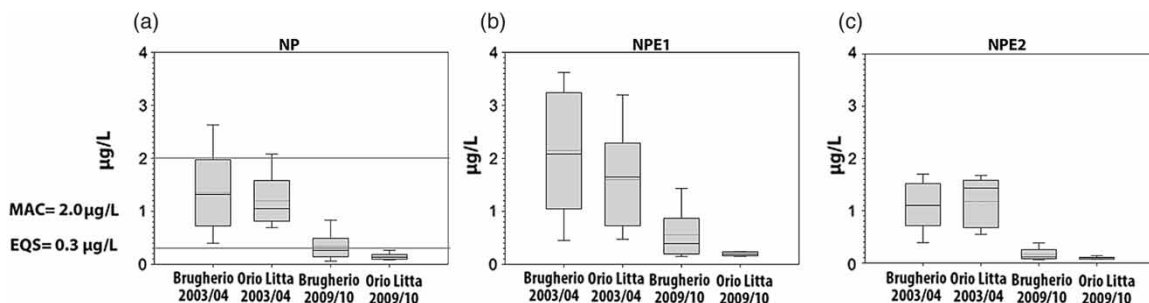 (a)
NP
4
3
2
1
0
µg/L
MAC= 2.0 µg/L
EQS= 0.3 µg/L
Brugherio Orio Litta Brugherio Orio Litta
2003/04 2003/04 2009/10 2009/10
(b)
NPE1
4
3
2
1
0
µg/L
Brugherio Orio Litta Brugherio Orio Litta
2003/04 2003/04 2009/10 2009/10
(c)
NPE2
4
3
2
1
0
µg/L
Brugherio Orio Litta Brugherio Orio Litta
2003/04 2003/04 2009/10 2009/10